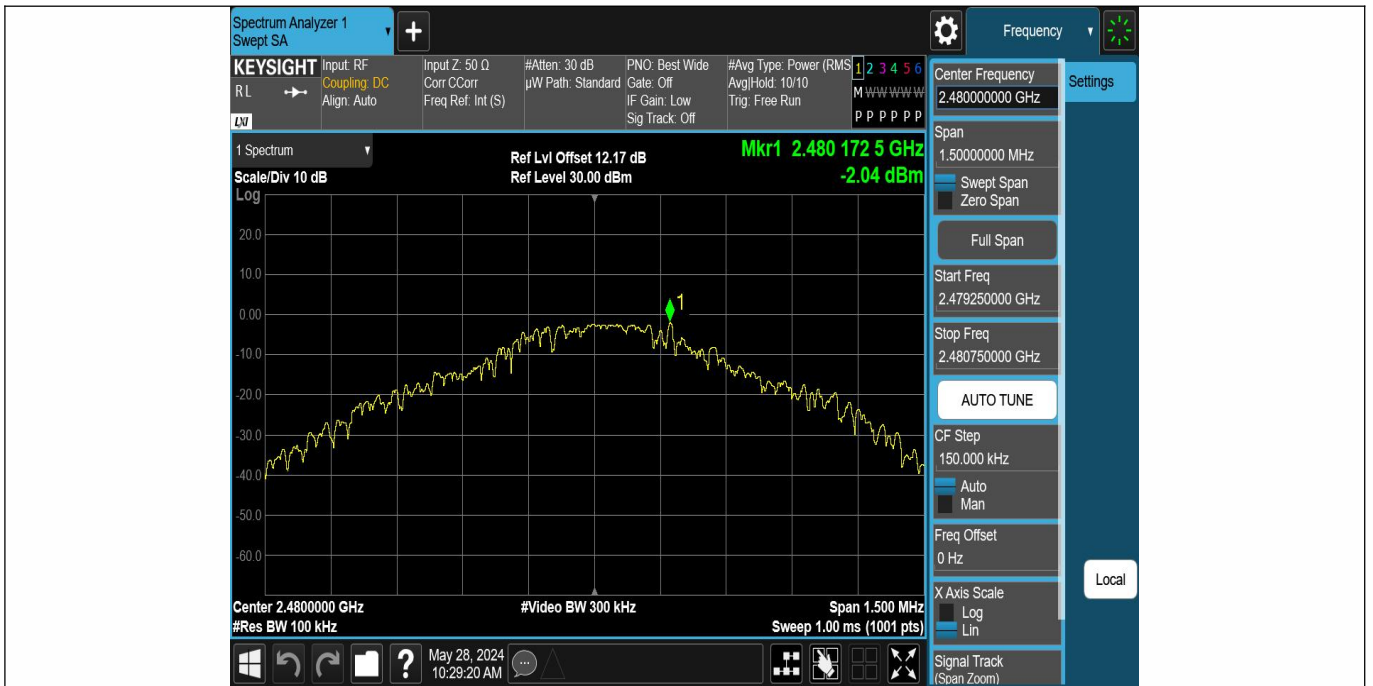 Spectrum Analyzer 1
Swept SA
+
Frequency
KEYSIGHT
RL
LXI
Input: RF
Coupling: DC
Align: Auto
Input Z: 50 Ω
Corr CCorr
Freq Ref: Int (S)
#Atten: 30 dB
µW Path: Standard
PNO: Best Wide
Gate: Off
IF Gain: Low
Sig Track: Off
#Avg Type: Power (RMS
Avg|Hold: 10/10
Trig: Free Run
1 2 3 4 5 6
M W W W W W
P P P P P P
1 Spectrum
Scale/Div 10 dB
Log
Ref Lvl Offset 12.17 dB
Ref Level 30.00 dBm
Mkr1 2.480 172 5 GHz
-2.04 dBm
20.0
10.0
0.00
-10.0
-20.0
-30.0
-40.0
-50.0
-60.0
1
Center 2.4800000 GHz
#Res BW 100 kHz
#Video BW 300 kHz
Span 1.500 MHz
Sweep 1.00 ms (1001 pts)
?
May 28, 2024
10:29:20 AM
Center Frequency
2.480000000 GHz
Span
1.50000000 MHz
Swept Span
Zero Span
Full Span
Start Freq
2.479250000 GHz
Stop Freq
2.480750000 GHz
AUTO TUNE
CF Step
150.000 kHz
Auto
Man
Freq Offset
0 Hz
X Axis Scale
Log
Lin
Signal Track
(Span Zoom)
Settings
Local